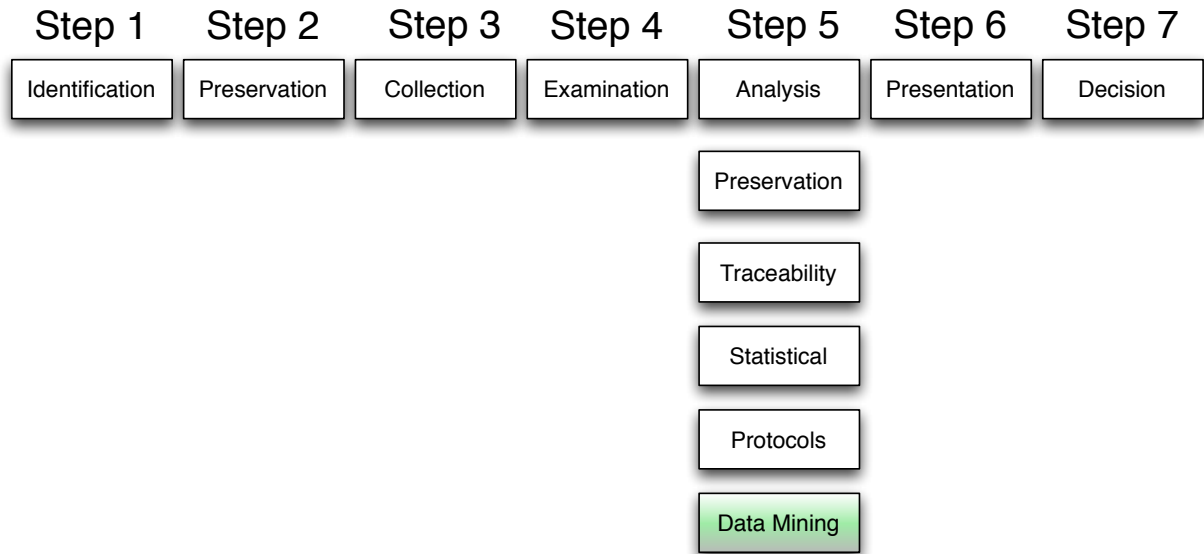 Step 1 Step 2 Step 3 Step 4 Step 5 Step 6 Step 7
Identification Preservation Collection Examination Analysis Presentation Decision
Preservation
Traceability
Statistical
Protocols
Data Mining